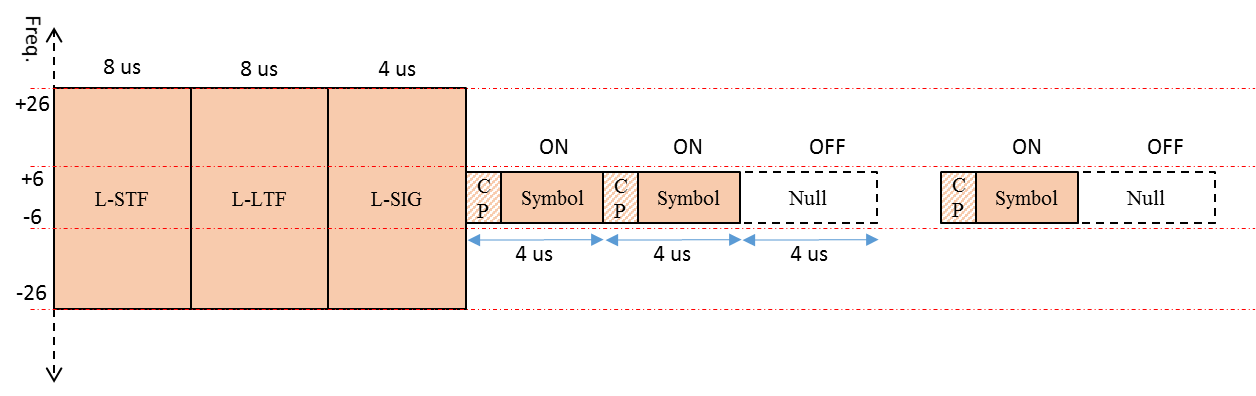 Freq.
8 us 8 us 4 us
+26
ON ON OFF ON OFF
+6
L-STF L-LTF L-SIG C P Symbol C P Symbol Null C P Symbol Null
-6
4 us 4 us 4 us
-26